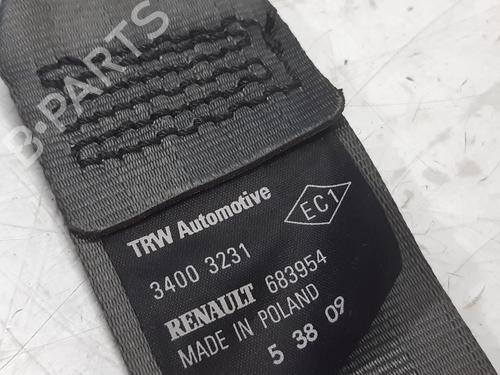 B-PARTS
TRW Automotive
EC1
3400 3231
RENAULT 683954
MADE IN POLAND
5 38 09